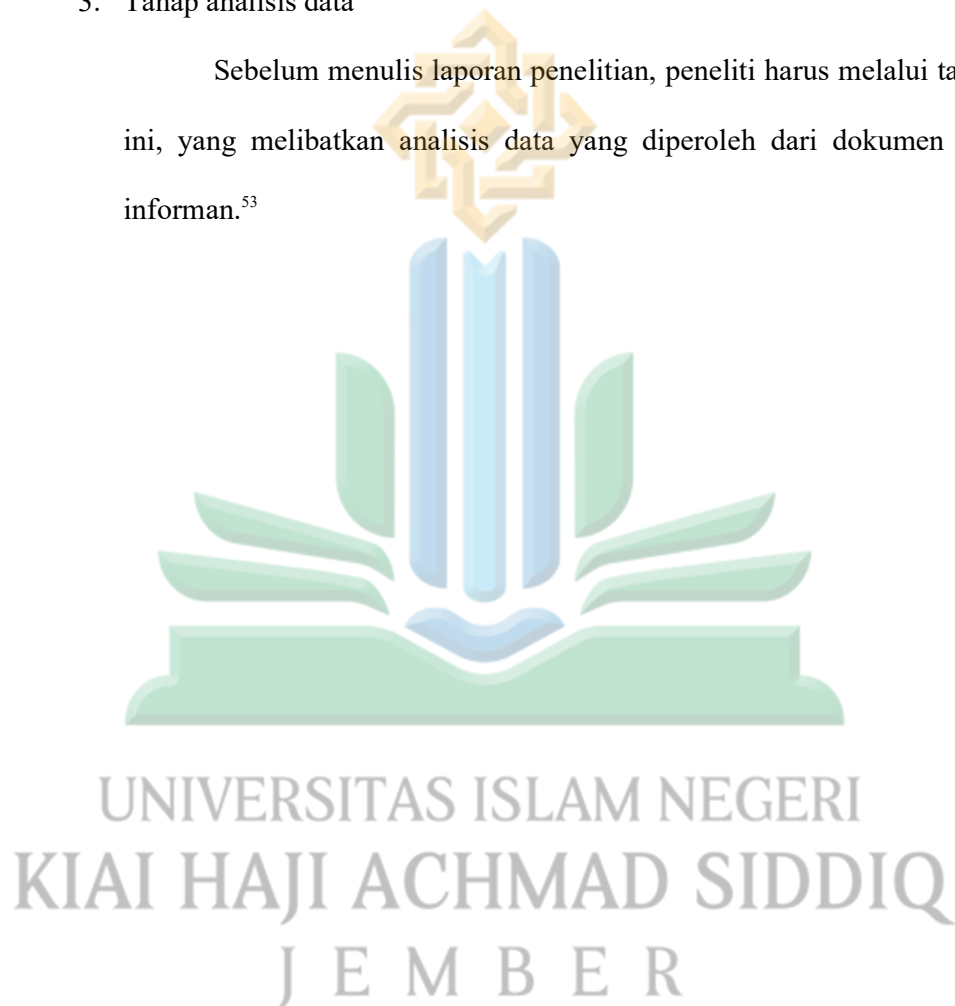 3. Tahap analisis data
Sebelum menulis laporan penelitian, peneliti harus melalui
ini, yang melibatkan analisis data yang diperoleh dari dokumen
informan.53
UNIVERSITAS ISLAM NEGERI
KIAI HAJI ACHMAD SIDDIQ
JEMBER